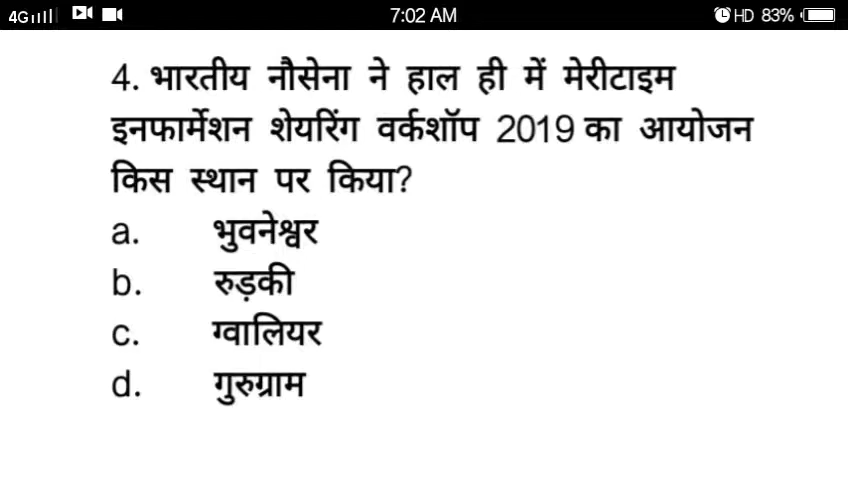 4G 7:02 AM HD 83%
4. भारतीय नौसेना ने हाल ही में मेरीटाइम
इनफार्मेशन शेयरिंग वर्कशॉप 2019 का आयोजन
किस स्थान पर किया?
a. भुवनेश्वर
b. रुड़की
c. ग्वालियर
d. गुरुग्राम